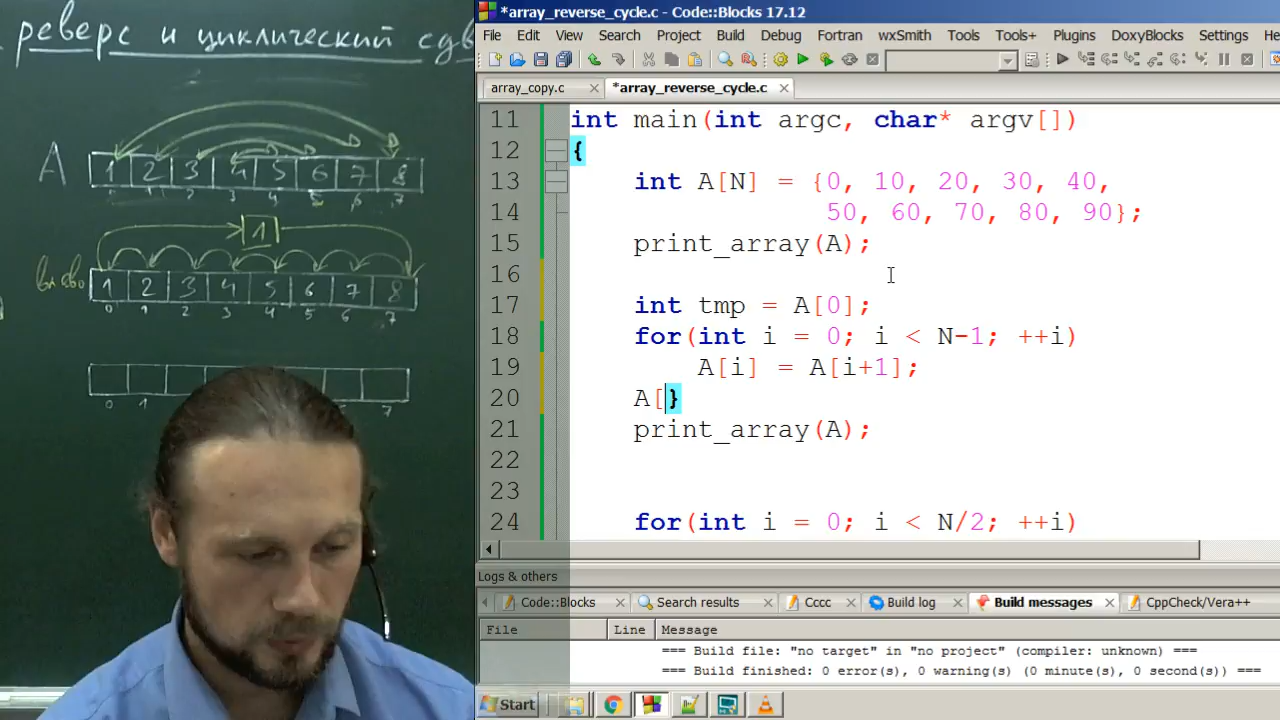 реверс и циклический сдв
A
1 2 3 4 5 6 7 8
1
влево
1 2 3 4 5 6 7 8
0 1 2 3 4 5 6 7
0 1 7
*array_reverse_cycle.c - Code::Blocks 17.12
File Edit View Search Project Build Debug Fortran wxSmith Tools Tools+ Plugins DoxyBlocks Settings
array_copy.c *array_reverse_cycle.c
11 int main(int argc, char* argv[])
12 {
13 int A[N] = {0, 10, 20, 30, 40,
14 50, 60, 70, 80, 90};
15 print_array(A);
16
17 int tmp = A[0];
18 for(int i = 0; i < N-1; ++i)
19 A[i] = A[i+1];
20 A[}
21 print_array(A);
22
23
24 for(int i = 0; i < N/2; ++i)
Logs & others
Code::Blocks Search results Cccc Build log Build messages CppCheck/Vera++
File Line Message
=== Build file: "no target" in "no project" (compiler: unknown) ===
=== Build finished: 0 error(s), 0 warning(s) (0 minute(s), 0 second(s)) ===
Start